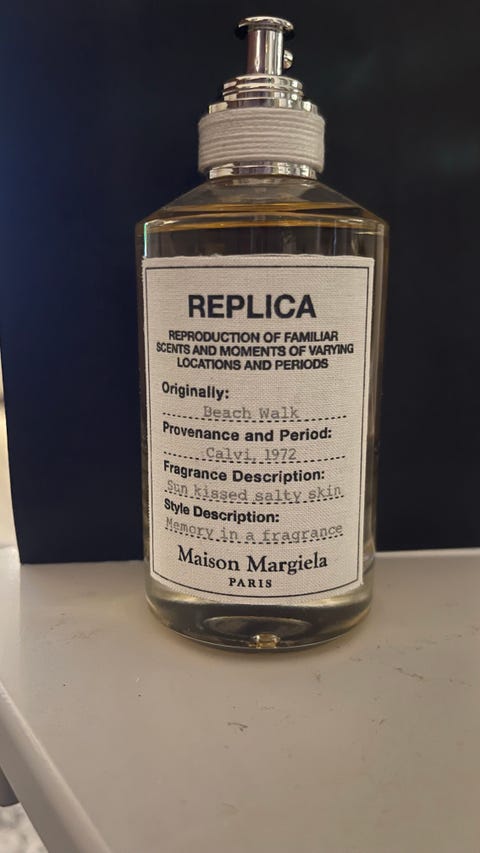 REPLICA
REPRODUCTION OF FAMILIAR
SCENTS AND MOMENTS OF VARYING
LOCATIONS AND PERIODS
Originally:
Beach Walk
Provenance and Period:
Calvi, 1972
Fragrance Description:
Sun kissed salty skin
Style Description:
Memory in a fragrance
Maison Margiela
PARIS